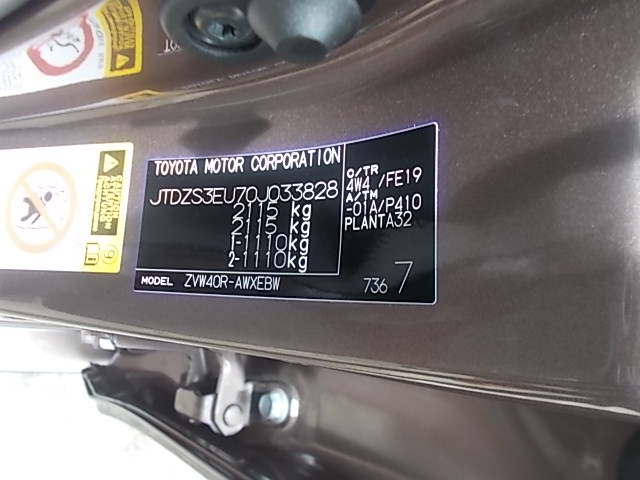 TOYOTA MOTOR CORPORATION
JTDZS3EU70J033828
2115 kg
2115 kg
1-1110kg
2-1110kg
C/TR
4W4 /FE19
A/TM
-01A/P410
PLANTA32
MODEL ZVW40R-AWXEBW
736 7